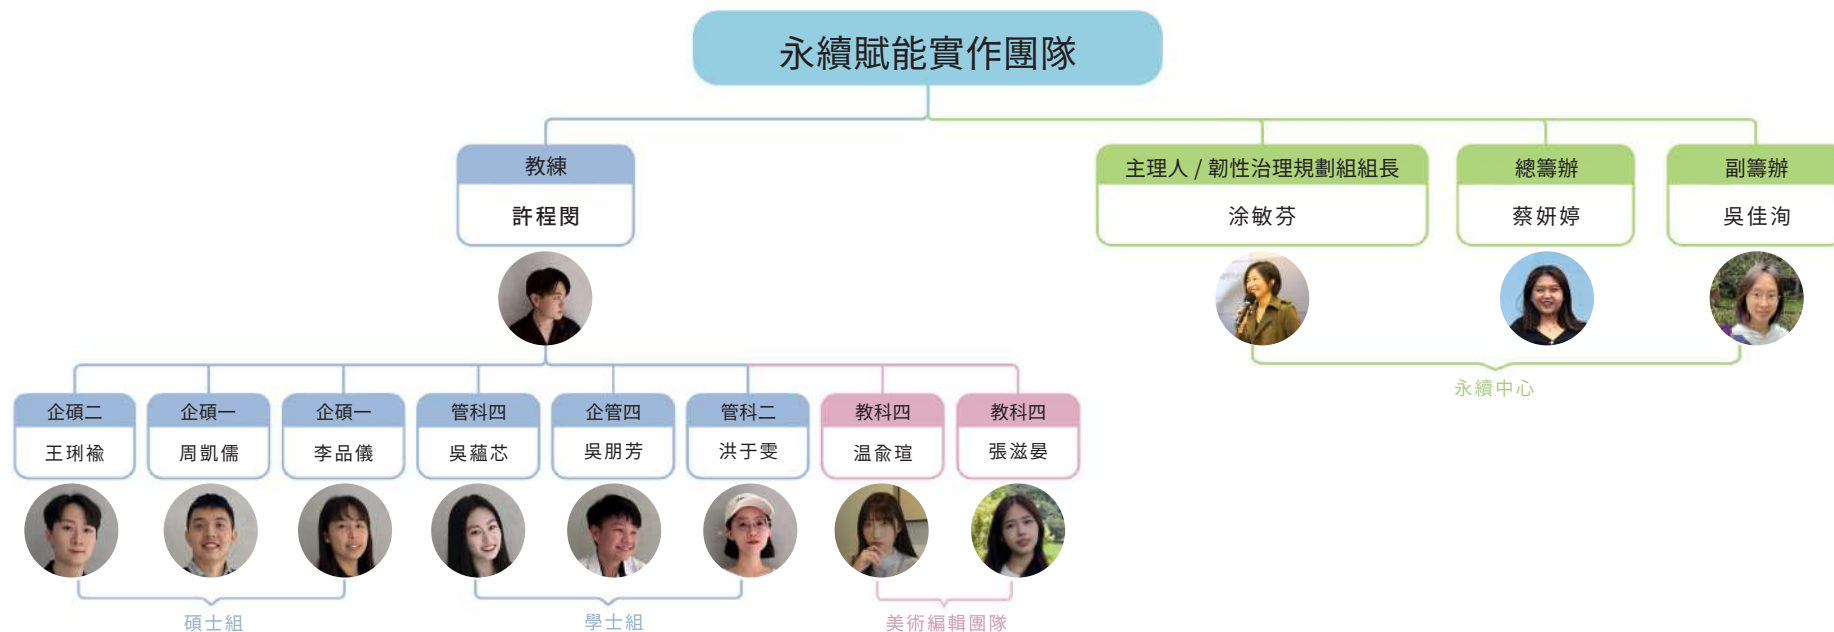 永續賦能實作團隊
教練
許程閔
主理人 / 韌性治理規劃組組長
涂敏芬
總籌辦
蔡妍婷
副籌辦
吳佳洵
永續中心
企碩二
王琍褕
企碩一
周凱儒
企碩一
李品儀
管科四
吳蘊芯
企管四
吳朋芳
管科二
洪于雯
教科四
温兪瑄
教科四
張滋晏
碩士組
學士組
美術編輯團隊